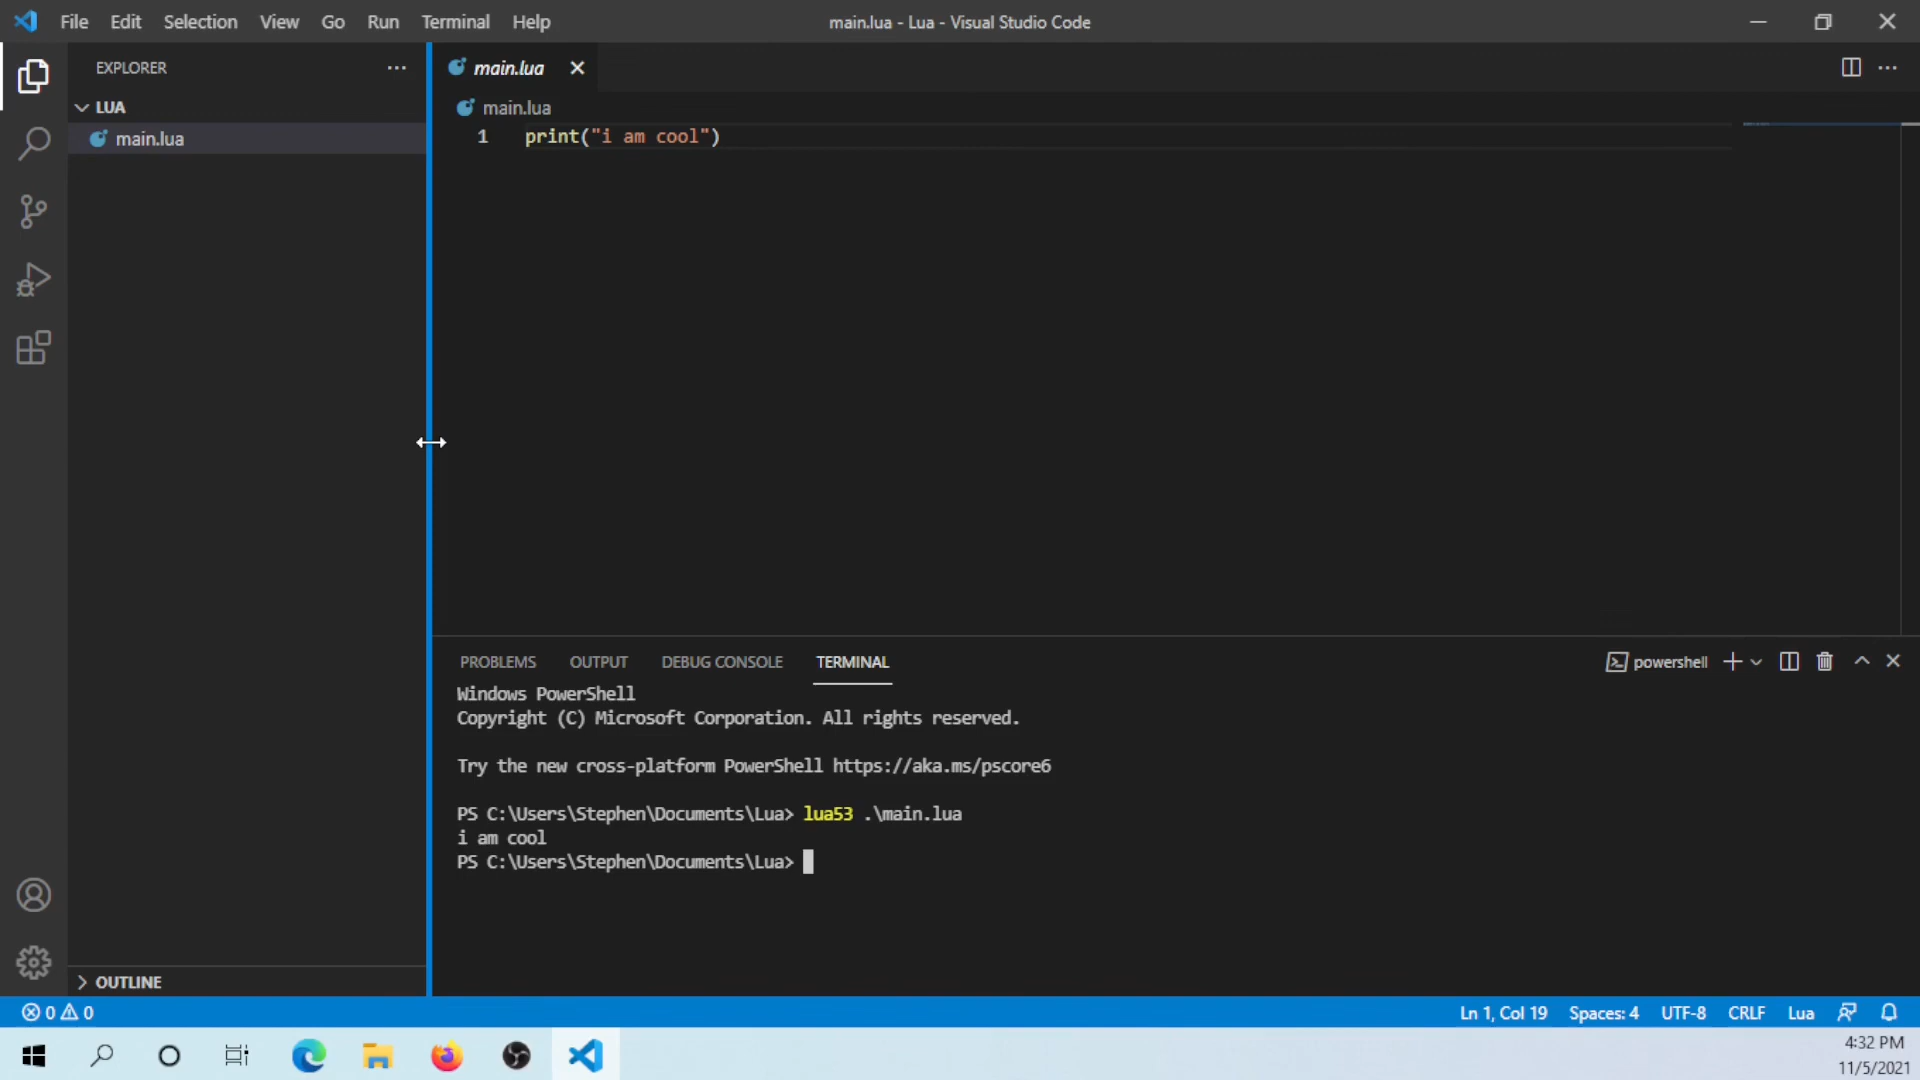 File Edit Selection View Go Run Terminal Help
main.lua - Lua - Visual Studio Code
EXPLORER
LUA
main.lua
OUTLINE
main.lua
main.lua
1 print("i am cool")
PROBLEMS OUTPUT DEBUG CONSOLE TERMINAL
powershell
Windows PowerShell
Copyright (C) Microsoft Corporation. All rights reserved.
Try the new cross-platform PowerShell https://aka.ms/pscore6
PS C:\Users\Stephen\Documents\Lua> lua53 .\main.lua
i am cool
PS C:\Users\Stephen\Documents\Lua>
0 0
Ln 1, Col 19 Spaces: 4 UTF-8 CRLF Lua
4:32 PM
11/5/2021